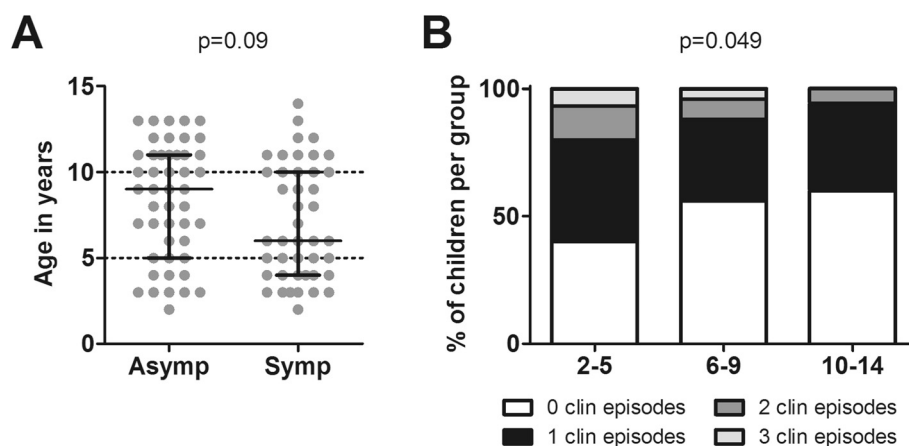 A
p=0.09
Age in years
15
10
5
0
Asymp
Symp
B
p=0.049
% of children per group
100
50
0
2-5
6-9
10-14
0 clin episodes
2 clin episodes
1 clin episodes
3 clin episodes